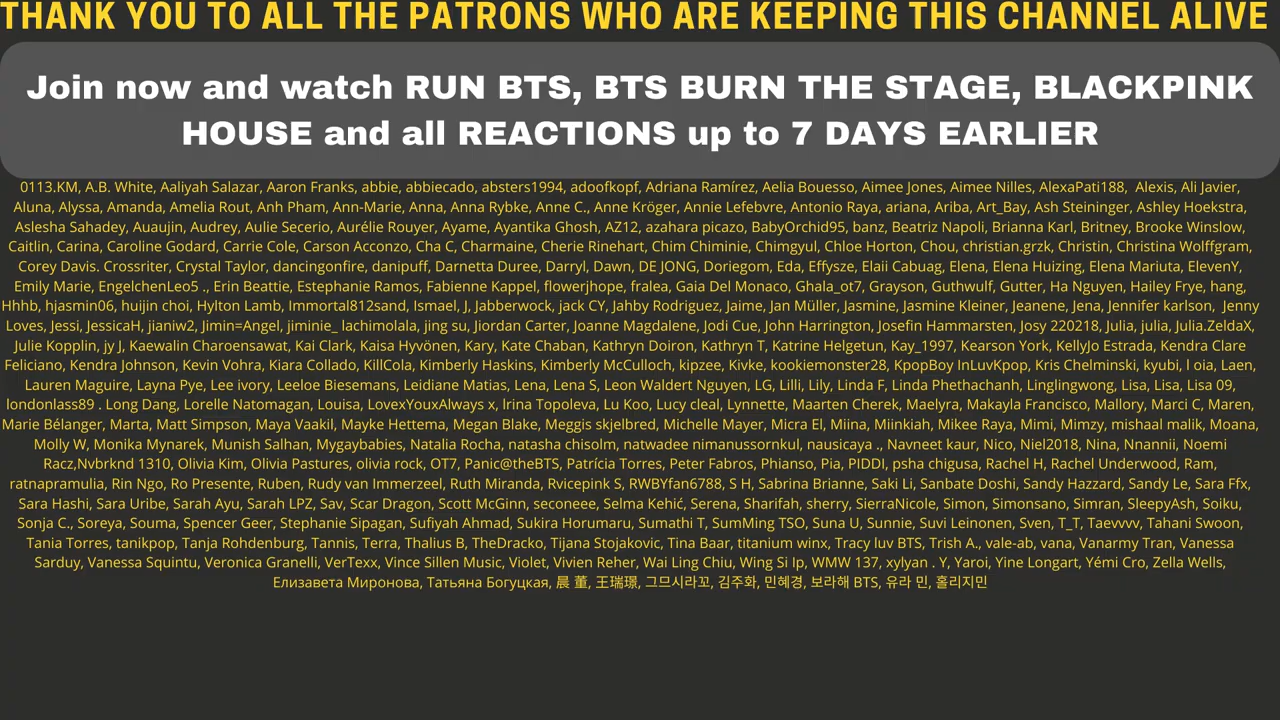 THANK YOU TO ALL THE PATRONS WHO ARE KEEPING THIS CHANNEL ALIVE
Join now and watch RUN BTS, BTS BURN THE STAGE, BLACKPINK
HOUSE and all REACTIONS up to 7 DAYS EARLIER
0113.KM, A.B. White, Aaliyah Salazar, Aaron Franks, abbie, abbiecado, absters1994, adoofkopf, Adriana Ramírez, Aelia Bouesso, Aimee Jones, Aimee Nilles, AlexaPati188, Alexis, Ali Javier,
Aluna, Alyssa, Amanda, Amelia Rout, Anh Pham, Ann-Marie, Anna, Anna Rybke, Anne C., Anne Kröger, Annie Lefebvre, Antonio Raya, ariana, Ariba, Art_Bay, Ash Steininger, Ashley Hoekstra,
Aslesha Sahadey, Auaujin, Audrey, Aulie Secerio, Aurélie Rouyer, Ayame, Ayantika Ghosh, AZ12, azahara picazo, BabyOrchid95, banz, Beatriz Napoli, Brianna Karl, Britney, Brooke Winslow,
Caitlin, Carina, Caroline Godard, Carrie Cole, Carson Acconzo, Cha C, Charmaine, Cherie Rinehart, Chim Chiminie, Chimgyul, Chloe Horton, Chou, christian.grzk, Christin, Christina Wolffgram,
Corey Davis. Crossriter, Crystal Taylor, dancingonfire, danipuff, Darnetta Duree, Darryl, Dawn, DE JONG, Doriegom, Eda, Effysze, Elaii Cabuag, Elena, Elena Huizing, Elena Mariuta, ElevenY,
Emily Marie, EngelchenLeo5 ., Erin Beattie, Estephanie Ramos, Fabienne Kappel, flowerjhope, fralea, Gaia Del Monaco, Ghala_ot7, Grayson, Guthwulf, Gutter, Ha Nguyen, Hailey Frye, hang,
Hhhb, hjasmin06, huijin choi, Hylton Lamb, Immortal812sand, Ismael, J, Jabberwock, jack CY, Jahby Rodriguez, Jaime, Jan Müller, Jasmine, Jasmine Kleiner, Jeanene, Jena, Jennifer karlson, Jenny
Loves, Jessi, JessicaH, jianiw2, Jimin=Angel, jiminie_ lachimolala, jing su, Jiordan Carter, Joanne Magdalene, Jodi Cue, John Harrington, Josefin Hammarsten, Josy 220218, Julia, julia, Julia.ZeldaX,
Julie Kopplin, jy J, Kaewalin Charoensawat, Kai Clark, Kaisa Hyvönen, Kary, Kate Chaban, Kathryn Doiron, Kathryn T, Katrine Helgetun, Kay_1997, Kearson York, KellyJo Estrada, Kendra Clare
Feliciano, Kendra Johnson, Kevin Vohra, Kiara Collado, KillCola, Kimberly Haskins, Kimberly McCulloch, kipzee, Kivke, kookiemonster28, KpopBoy InLuvKpop, Kris Chelminski, kyubi, l oia, Laen,
Lauren Maguire, Layna Pye, Lee ivory, Leeloe Biesemans, Leidiane Matias, Lena, Lena S, Leon Waldert Nguyen, LG, Lilli, Lily, Linda F, Linda Phethachanh, Linglingwong, Lisa, Lisa, Lisa 09,
londonlass89 . Long Dang, Lorelle Natomagan, Louisa, LovexYouxAlways x, lrina Topoleva, Lu Koo, Lucy cleal, Lynnette, Maarten Cherek, Maelyra, Makayla Francisco, Mallory, Marci C, Maren,
Marie Bélanger, Marta, Matt Simpson, Maya Vaakil, Mayke Hettema, Megan Blake, Meggis skjelbred, Michelle Mayer, Micra El, Miina, Miinkiah, Mikee Raya, Mimi, Mimzy, mishaal malik, Moana,
Molly W, Monika Mynarek, Munish Salhan, Mygaybabies, Natalia Rocha, natasha chisolm, natwadee nimanussornkul, nausicaya ., Navneet kaur, Nico, Niel2018, Nina, Nnannii, Noemi
Racz,Nvbrknd 1310, Olivia Kim, Olivia Pastures, olivia rock, OT7, Panic@theBTS, Patrícia Torres, Peter Fabros, Phianso, Pia, PIDDI, psha chigusa, Rachel H, Rachel Underwood, Ram,
ratnapramulia, Rin Ngo, Ro Presente, Ruben, Rudy van Immerzeel, Ruth Miranda, Rvicepink S, RWBYfan6788, S H, Sabrina Brianne, Saki Li, Sanbate Doshi, Sandy Hazzard, Sandy Le, Sara Ffx,
Sara Hashi, Sara Uribe, Sarah Ayu, Sarah LPZ, Sav, Scar Dragon, Scott McGinn, seconeee, Selma Kehić, Serena, Sharifah, sherry, SierraNicole, Simon, Simonsano, Simran, SleepyAsh, Soiku,
Sonja C., Soreya, Souma, Spencer Geer, Stephanie Sipagan, Sufiyah Ahmad, Sukira Horumaru, Sumathi T, SumMing TSO, Suna U, Sunnie, Suvi Leinonen, Sven, T_T, Taevvvv, Tahani Swoon,
Tania Torres, tanikpop, Tanja Rohdenburg, Tannis, Terra, Thalius B, TheDracko, Tijana Stojakovic, Tina Baar, titanium winx, Tracy luv BTS, Trish A., vale-ab, vana, Vanarmy Tran, Vanessa
Sarduy, Vanessa Squintu, Veronica Granelli, VerTexx, Vince Sillen Music, Violet, Vivien Reher, Wai Ling Chiu, Wing Si Ip, WMW 137, xylyan . Y, Yaroi, Yine Longart, Yémi Cro, Zella Wells,
Елизавета Миронова, Татьяна Богуцкая, 晨 董, 王瑞璟, 그므시라꼬, 김주화, 민혜경, 보라해 BTS, 유라 민, 홀리지민